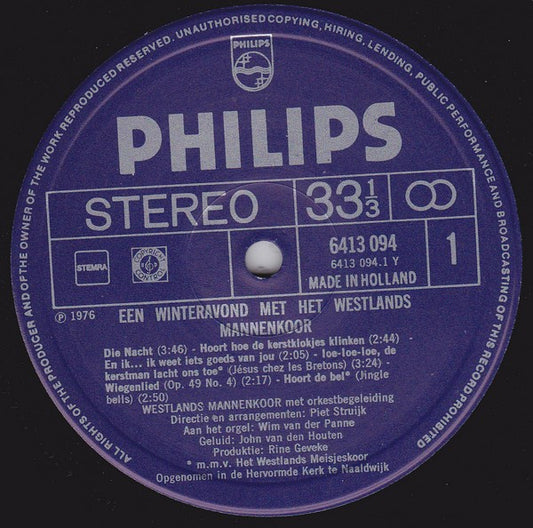 ALL RIGHTS OF THE PRODUCER AND OF THE OWNER OF THE WORK REPRODUCED RESERVED. UNAUTHORISED COPYING, HIRING, LENDING, PUBLIC PERFORMANCE AND BROADCASTING OF THIS RECORD PROHIBITED
PHILIPS
PHILIPS
STEREO 33 1/3
6413 094
6413 094.1 Y
MADE IN HOLLAND
1
STEMRA
COPYRIGHT CONTROL
℗ 1976
EEN WINTERAVOND MET HET WESTLANDS
MANNENKOOR
Die Nacht (3:46) - Hoort hoe de kerstklokjes klinken (2:44)
En ik... ik weet iets goeds van jou (2:05) - Ioe-Ioe-Ioe, de
kerstman lacht ons toe° (Jésus chez les Bretons) (3:24) -
Wiegenlied (Op. 49 No. 4) (2:17) - Hoort de bel° (Jingle
bells) (2:50)
WESTLANDS MANNENKOOR met orkestbegeleiding
Directie en arrangementen: Piet Struijk
Aan het orgel: Wim van der Panne
Geluid: John van den Houten
Produktie: Rine Geveke
° m.m.v. Het Westlands Meisjeskoor
Opgenomen in de Hervormde Kerk te Naaldwijk